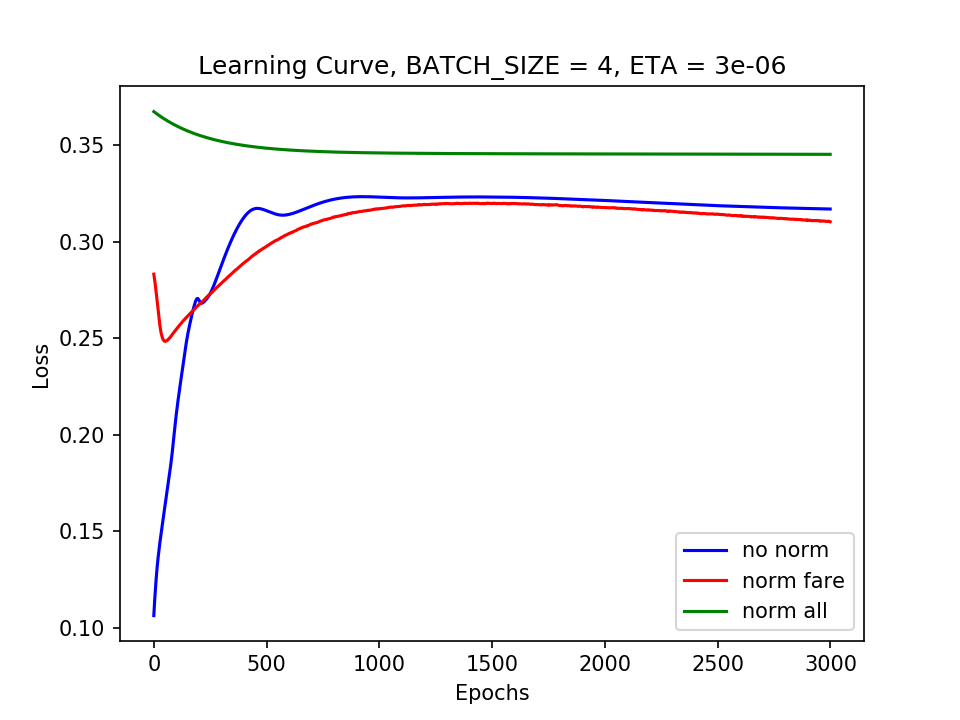 Learning Curve, BATCH_SIZE = 4, ETA = 3e-06
0.35
0.30
0.25
0.20
0.15
0.10
Loss
no norm
norm fare
norm all
0 500 1000 1500 2000 2500 3000
Epochs